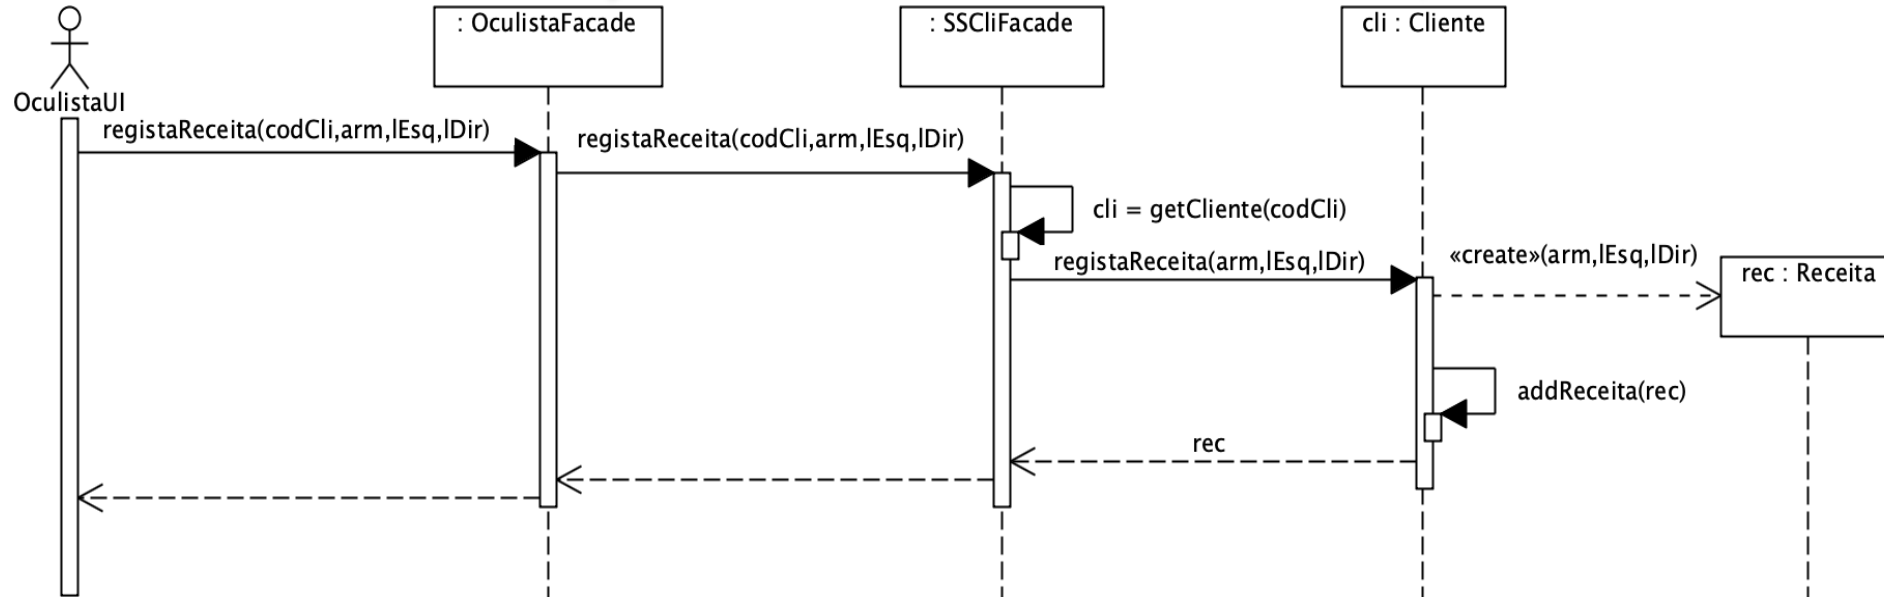 : OculistaFacade
: SSCliFacade
cli : Cliente
OculistaUI
registaReceita(codCli,arm,lEsq,lDir)
registaReceita(codCli,arm,lEsq,lDir)
cli = getCliente(codCli)
registaReceita(arm,lEsq,lDir)
«create»(arm,lEsq,lDir)
rec : Receita
addReceita(rec)
rec